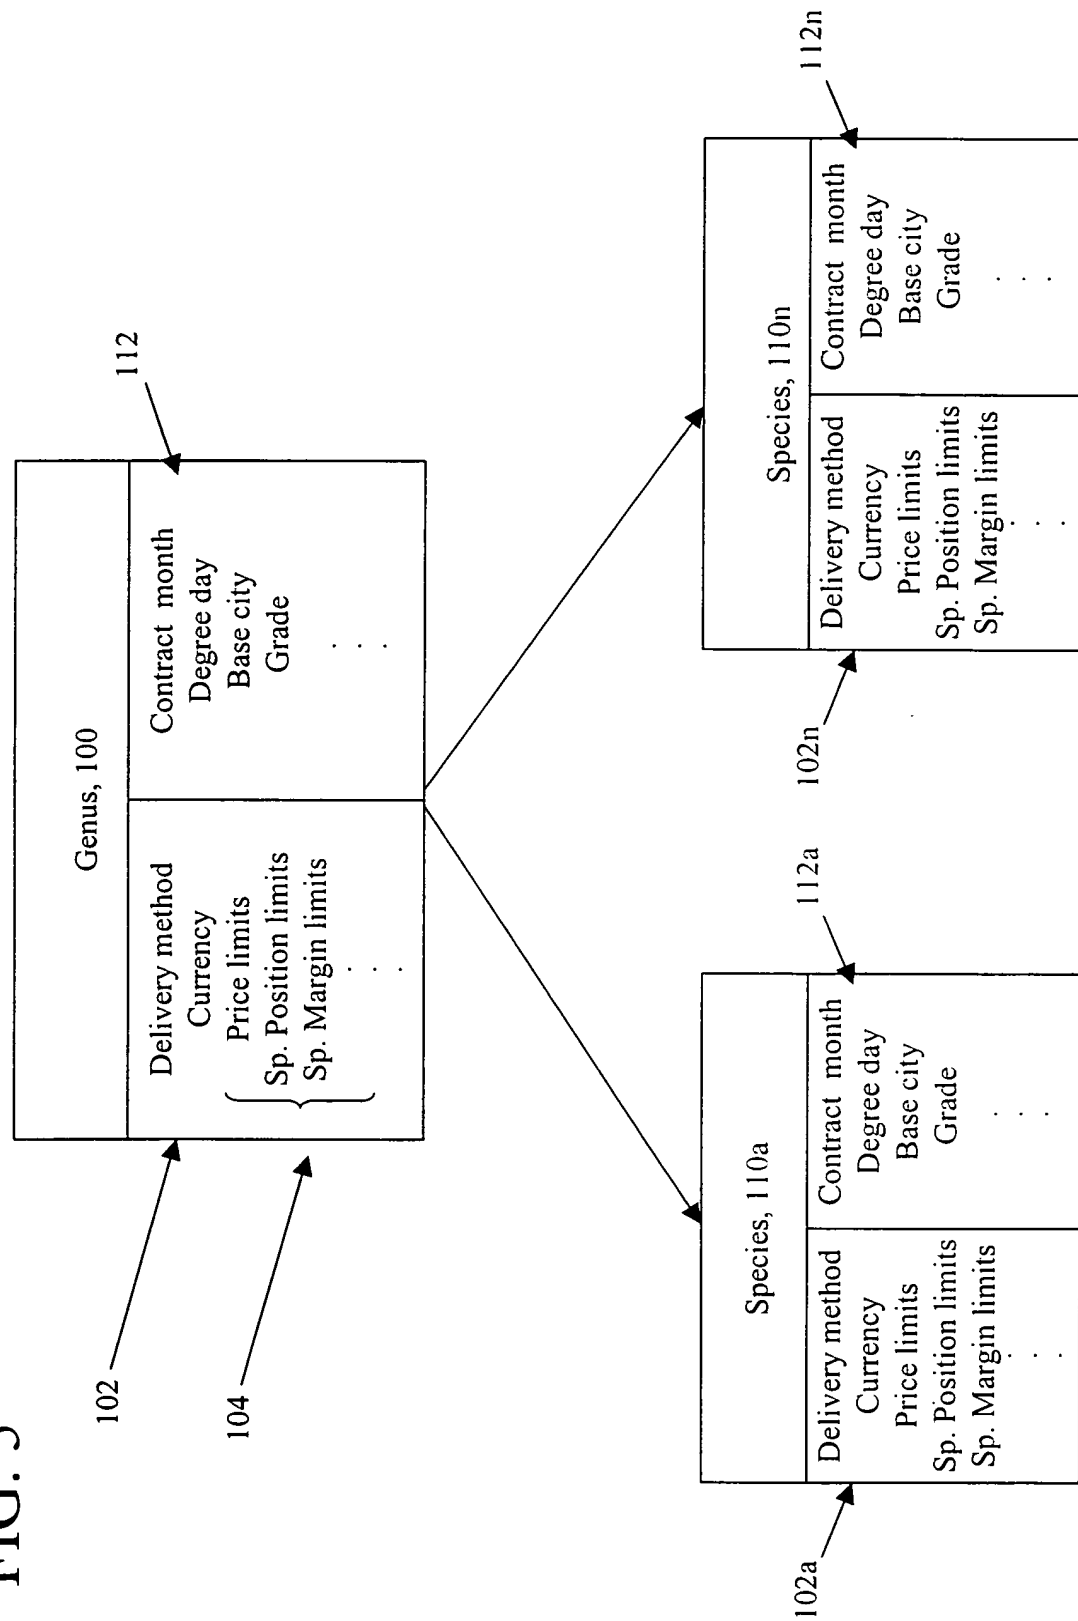 FIG.
Genus, 100
102
Delivery method
Currency
Price limits
Sp. Position limits
Sp. Margin limits
. . .
Contract month
Degree day
Base city
Grade
. . .
112
104
Species, 110a
102a
Delivery method
Currency
Price limits
Sp. Position limits
Sp. Margin limits
. . .
Contract month
Degree day
Base city
Grade
. . .
112a
Species, 110n
102n
Delivery method
Currency
Price limits
Sp. Position limits
Sp. Margin limits
. . .
Contract month
Degree day
Base city
Grade
. . .
112n